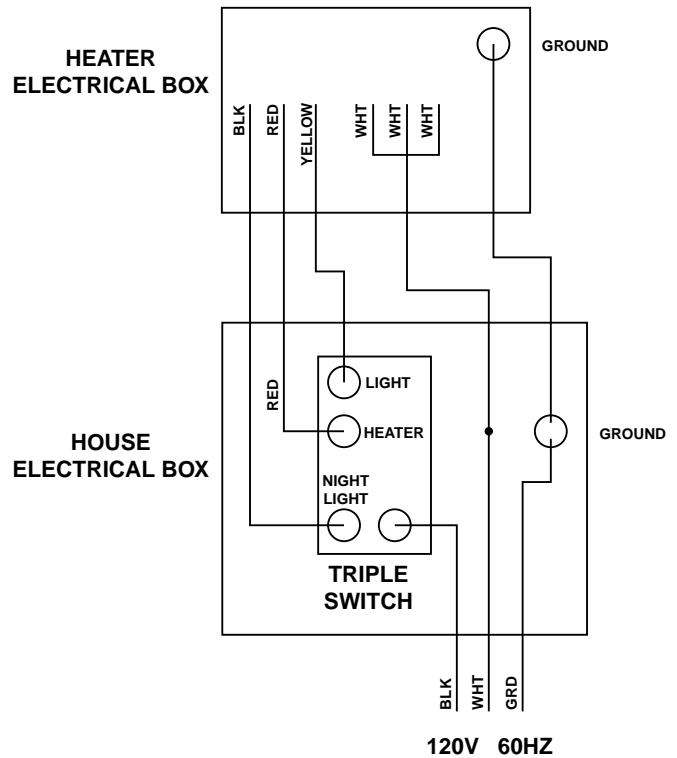 HEATER
ELECTRICAL BOX
GROUND
BLK
RED
YELLOW
WHT
WHT
WHT
RED
LIGHT
HEATER
NIGHT
LIGHT
TRIPLE
SWITCH
HOUSE
ELECTRICAL BOX
GROUND
BLK
WHT
GRD
120V 60HZ